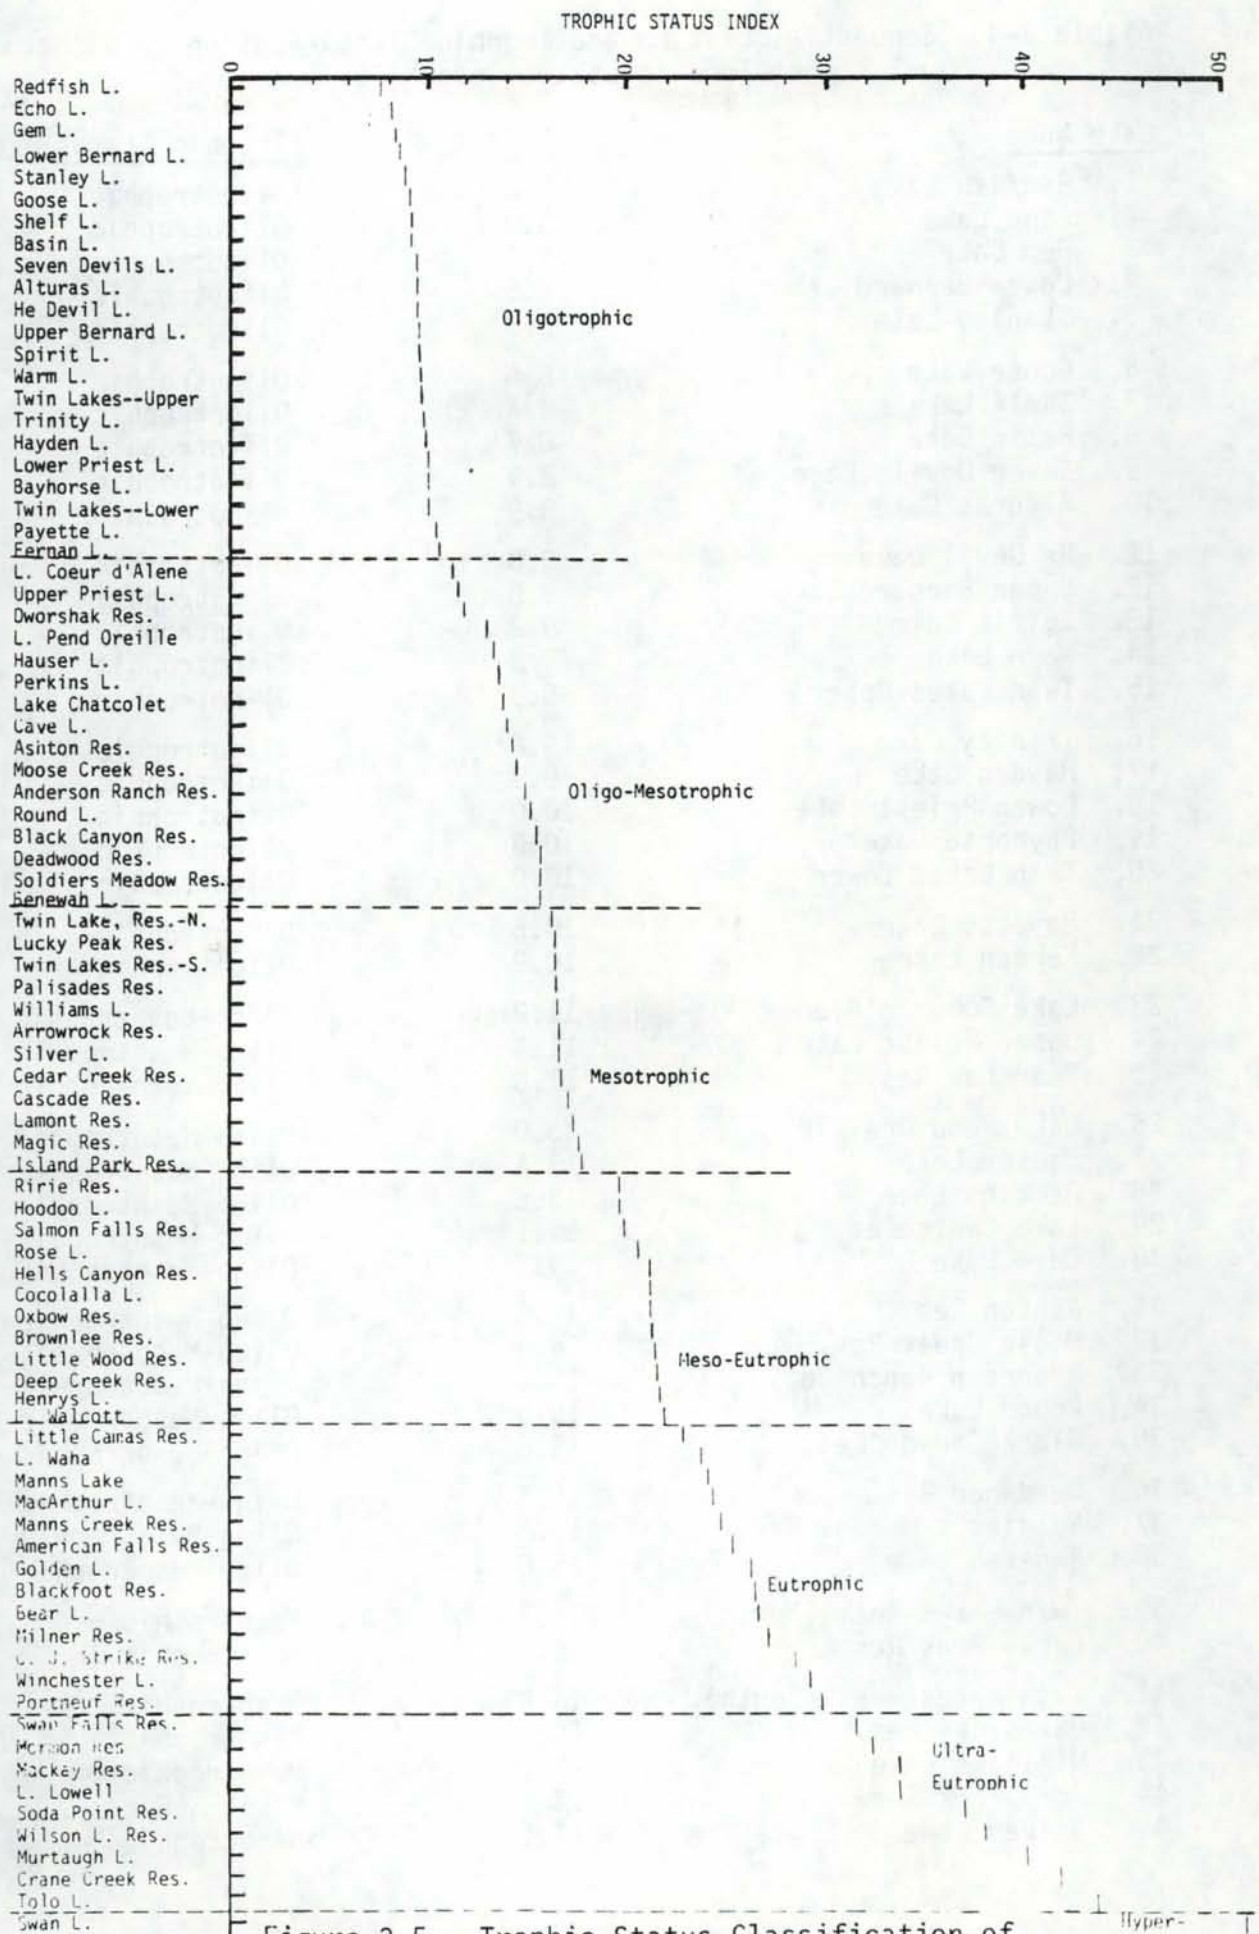 TROPHIC STATUS INDEX
0 10 20 30 40 50
Redfish L.
Echo L.
Gem L.
Lower Bernard L.
Stanley L.
Goose L.
Shelf L.
Basin L.
Seven Devils L.
Alturas L.
He Devil L.
Oligotrophic
Upper Bernard L.
Spirit L.
Warm L.
Twin Lakes--Upper
Trinity L.
Hayden L.
Lower Priest L.
Bayhorse L.
Twin Lakes--Lower
Payette L.
Fernan L.
L. Coeur d'Alene
Upper Priest L.
Dworshak Res.
L. Pend Oreille
Hauser L.
Perkins L.
Lake Chatcolet
Cave L.
Ashton Res.
Moose Creek Res.
Anderson Ranch Res.
Oligo-Mesotrophic
Round L.
Black Canyon Res.
Deadwood Res.
Soldiers Meadow Res.
Benewah L.
Twin Lake, Res.-N.
Lucky Peak Res.
Twin Lakes Res.-S.
Palisades Res.
Williams L.
Arrowrock Res.
Silver L.
Cedar Creek Res.
Mesotrophic
Cascade Res.
Lamont Res.
Magic Res.
Island Park Res.
Ririe Res.
Hoodoo L.
Salmon Falls Res.
Rose L.
Hells Canyon Res.
Cocolalla L.
Oxbow Res.
Brownlee Res.
Little Wood Res.
Meso-Eutrophic
Deep Creek Res.
Henrys L.
L. Walcott
Little Camas Res.
L. Waha
Manns Lake
MacArthur L.
Manns Creek Res.
American Falls Res.
Golden L.
Eutrophic
Blackfoot Res.
Bear L.
Milner Res.
C. J. Strike Res.
Winchester L.
Portneuf Res.
Swan Falls Res.
Mormon Res
Ultra-
Mackay Res.
Eutrophic
L. Lowell
Soda Point Res.
Wilson L. Res.
Murtaugh L.
Crane Creek Res.
Tolo L.
Hyper-
Swan L.
Trophic Status Classification of